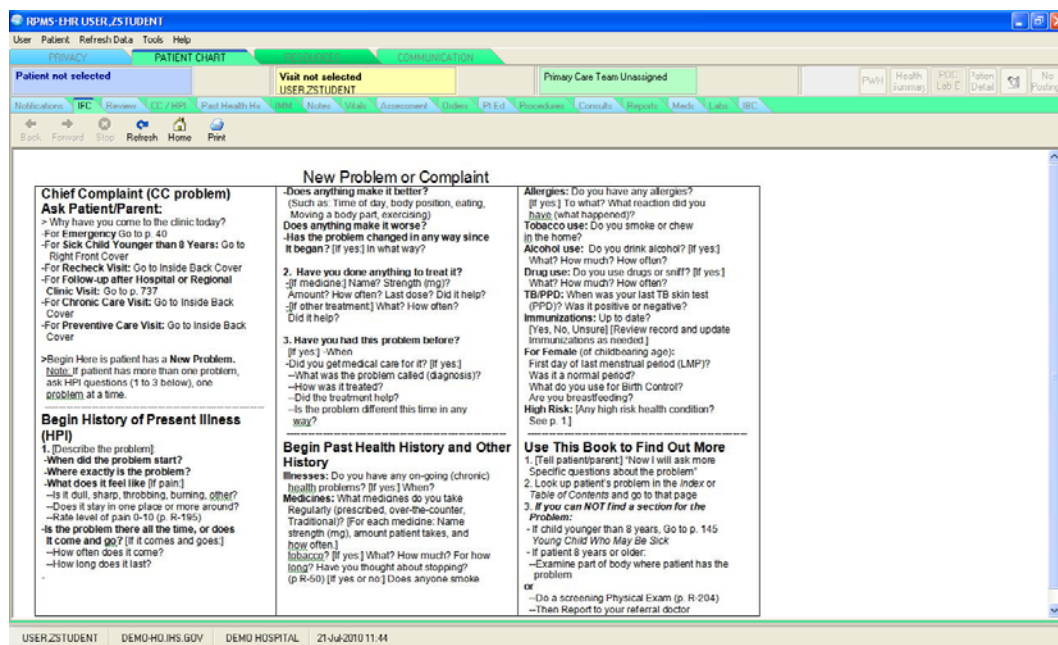 RPMS-EHR USER,ZSTUDENT
User Patient Refresh Data Tools Help
PRIVACY PATIENT CHART RESOURCES COMMUNICATION
Patient not selected
Visit not selected
USER,ZSTUDENT
Primary Care Team Unassigned
PWH
Health
summary
PDC
Lab E
Patien
Detail
No
Posting
Notifications IFC Review CC / HPI Past Health Hx IMM Notes Vitals Assessment Orders Pt Ed Procedures Consults Reports Meds Labs IBC
Back Forward Stop Refresh Home Print
New Problem or Complaint
Chief Complaint (CC problem)
Ask Patient/Parent:
> Why have you come to the clinic today?
-For Emergency Go to p. 40
-For Sick Child Younger than 8 Years: Go to
Right Front Cover
-For Recheck Visit: Go to Inside Back Cover
-For Follow-up after Hospital or Regional
Clinic Visit: Go to p. 737
-For Chronic Care Visit: Go to Inside Back
Cover
-For Preventive Care Visit: Go to Inside Back
Cover
>Begin Here is patient has a New Problem.
Note: If patient has more than one problem,
ask HPI questions (1 to 3 below), one
problem at a time.
Begin History of Present Illness
(HPI)
1. [Describe the problem]:
-When did the problem start?
-Where exactly is the problem?
-What does it feel like [If pain:]
--Is it dull, sharp, throbbing, burning, other?
--Does it stay in one place or more around?
--Rate level of pain 0-10 (p. R-195)
-Is the problem there all the time, or does
It come and go? [If it comes and goes:]
--How often does it come?
--How long does it last?
-Does anything make it better?
(Such as: Time of day, body position, eating,
Moving a body part, exercising)
Does anything make it worse?
-Has the problem changed in any way since
It began? [If yes:] In what way?
2. Have you done anything to treat it?
-[If medicine:] Name? Strength (mg)?
Amount? How often? Last dose? Did it help?
-[If other treatment:] What? How often?
Did it help?
3. Have you had this problem before?
[If yes:] -When
-Did you get medical care for it? [If yes:]
--What was the problem called (diagnosis)?
--How was it treated?
--Did the treatment help?
--Is the problem different this time in any
way?
Begin Past Health History and Other
History
Illnesses: Do you have any on-going (chronic)
health problems? [If yes:] When?
Medicines: What medicines do you take
Regularly (prescribed, over-the-counter,
Traditional)? [For each medicine: Name
strength (mg), amount patient takes, and
how often.]
tobacco? [If yes:] What? How much? For how
long? Have you thought about stopping?
(p R-50) [If yes or no:] Does anyone smoke
Allergies: Do you have any allergies?
[If yes:] To what? What reaction did you
have (what happened)?
Tobacco use: Do you smoke or chew
in the home?
Alcohol use: Do you drink alcohol? [If yes:]
What? How much? How often?
Drug use: Do you use drugs or sniff? [If yes:]
What? How much? How often?
TB/PPD: When was your last TB skin test
(PPD)? Was it positive or negative?
Immunizations: Up to date?
[Yes, No, Unsure] [Review record and update
Immunizations as needed.]
For Female (of childbearing age):
First day of last menstrual period (LMP)?
Was it a normal period?
What do you use for Birth Control?
Are you breastfeeding?
High Risk: [Any high risk health condition?
See p. 1.]
Use This Book to Find Out More
1. [Tell patient/parent:] "Now I will ask more
Specific questions about the problem"
2. Look up patient's problem in the Index or
Table of Contents and go to that page
3. If you can NOT find a section for the
Problem:
- If child younger than 8 years, Go to p. 145
Young Child Who May Be Sick
- If patient 8 years or older:
--Examine part of body where patient has the
problem
or
--Do a screening Physical Exam (p. R-204)
--Then Report to your referral doctor
USER,ZSTUDENT DEMO-HO.IHS.GOV DEMO HOSPITAL 21-Jul-2010 11:44